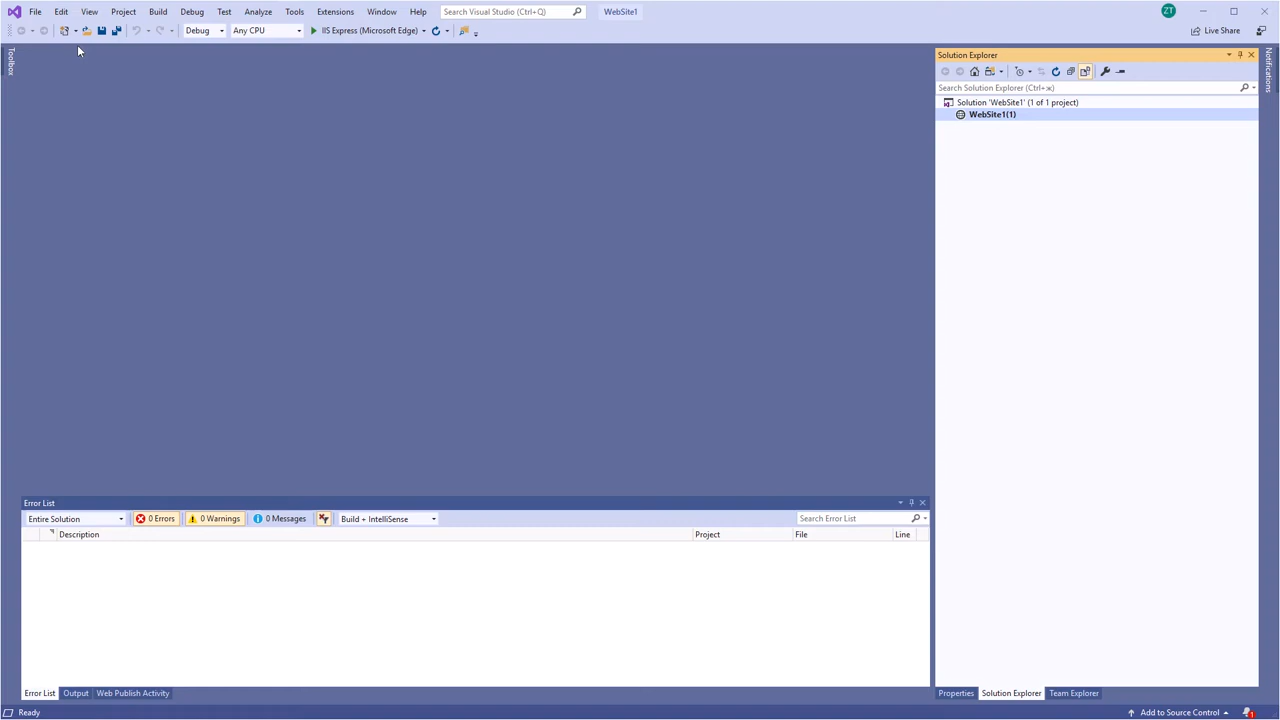 File Edit View Project Build Debug Test Analyze Tools Extensions Window Help Search Visual Studio (Ctrl+Q) WebSite1 ZT
Debug Any CPU IIS Express (Microsoft Edge) Live Share
Toolbox
Solution Explorer
Notifications
Search Solution Explorer (Ctrl+ж)
Solution 'WebSite1' (1 of 1 project)
WebSite1(1)
Error List
Entire Solution 0 Errors 0 Warnings 0 Messages Build + IntelliSense Search Error List
Description Project File Line
Error List Output Web Publish Activity Properties Solution Explorer Team Explorer
Ready Add to Source Control 1